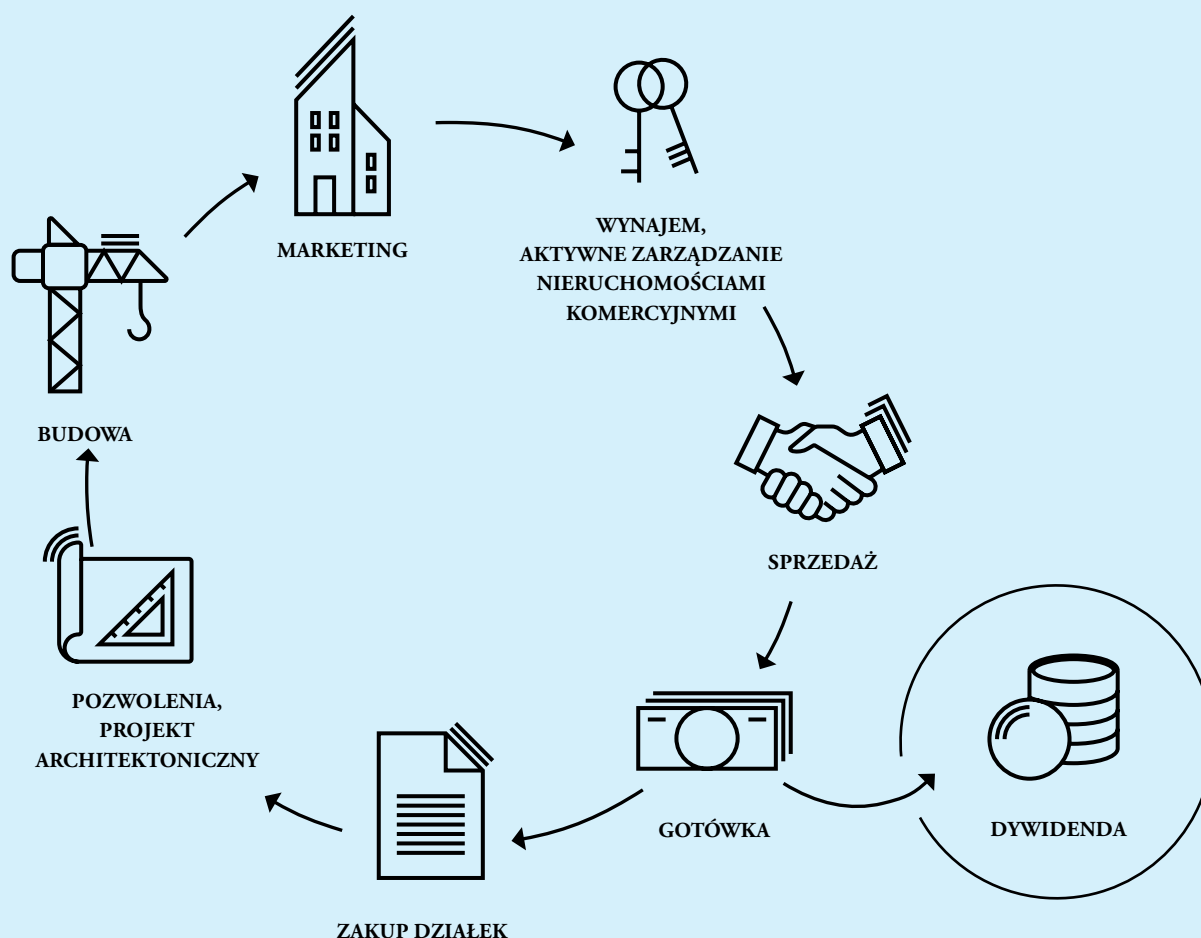 MARKETING
WYNAJEM,
AKTYWNE ZARZĄDZANIE
NIERUCHOMOŚCIAMI
KOMERCYJNYMI
BUDOWA
SPRZEDAŻ
POZWOLENIA,
PROJEKT
ARCHITEKTONICZNY
GOTÓWKA
DYWIDENDA
ZAKUP DZIAŁEK